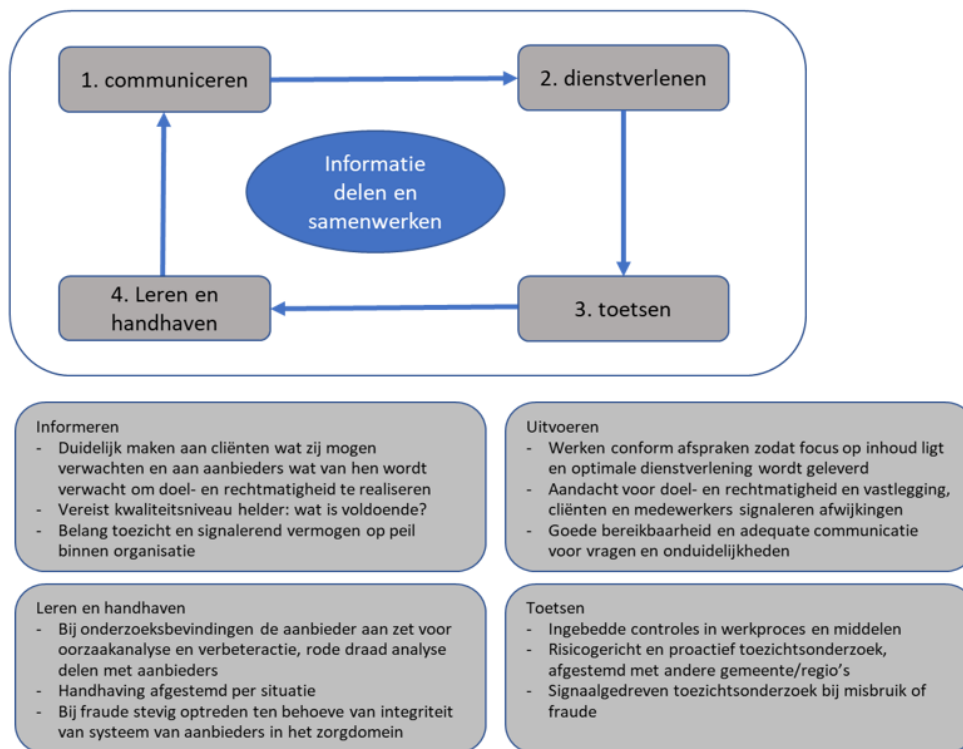 1. communiceren
2. dienstverlenen
Informatie
delen en
samenwerken
4. Leren en
handhaven
3. toetsen
Informeren
- Duidelijk maken aan cliënten wat zij mogen
verwachten en aan aanbieders wat van hen wordt
verwacht om doel- en rechtmatigheid te realiseren
- Vereist kwaliteitsniveau helder: wat is voldoende?
- Belang toezicht en signalerend vermogen op peil
binnen organisatie
Uitvoeren
- Werken conform afspraken zodat focus op inhoud ligt
en optimale dienstverlening wordt geleverd
- Aandacht voor doel- en rechtmatigheid en vastlegging,
cliënten en medewerkers signaleren afwijkingen
- Goede bereikbaarheid en adequate communicatie
voor vragen en onduidelijkheden
Leren en handhaven
- Bij onderzoeksbevindingen de aanbieder aan zet voor
oorzaakanalyse en verbeteractie, rode draad analyse
delen met aanbieders
- Handhaving afgestemd per situatie
- Bij fraude stevig optreden ten behoeve van integriteit
van systeem van aanbieders in het zorgdomein
Toetsen
- Ingebedde controles in werkproces en middelen
- Risicogericht en proactief toezichtsonderzoek,
afgestemd met andere gemeente/regio's
- Signaalgedreven toezichtsonderzoek bij misbruik of
fraude